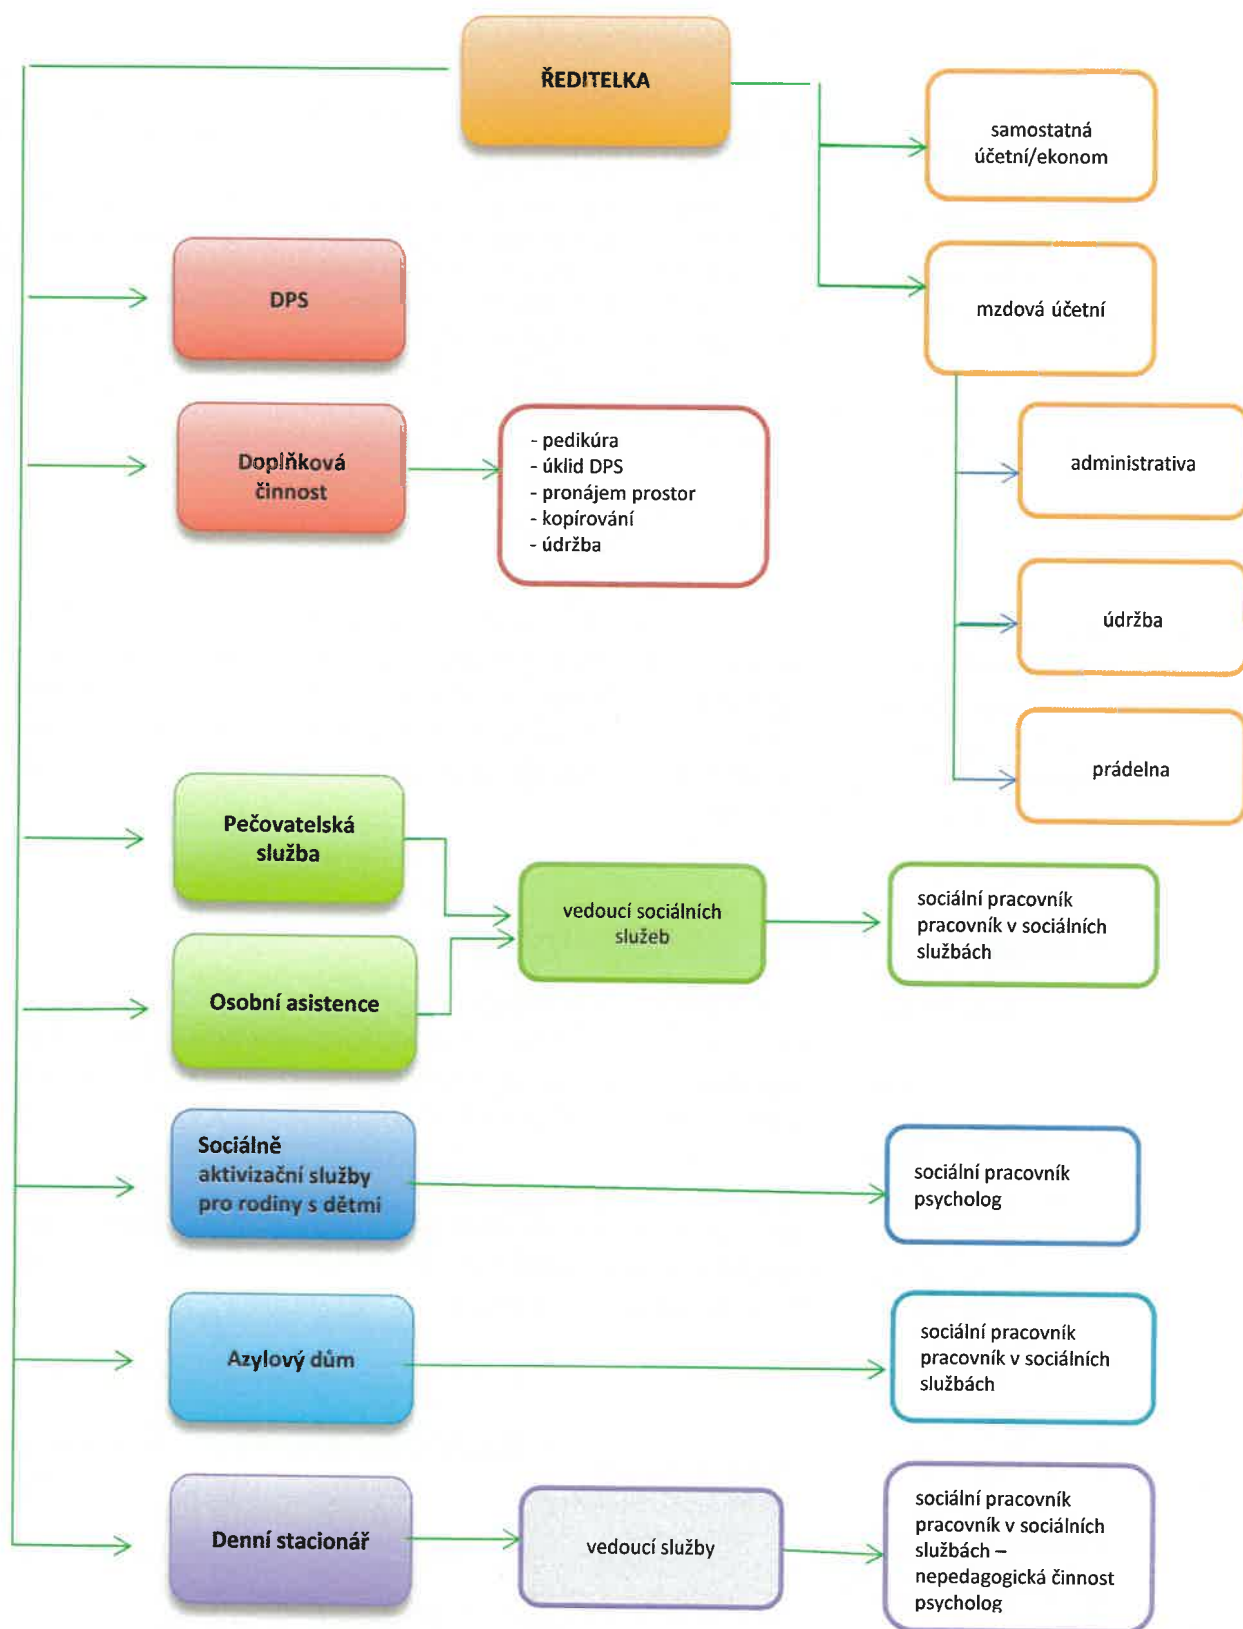 ŘEDITELKA
samostatná
účetní/ekonom
mzdová účetní
administrativa
údržba
prádelna
DPS
Doplňková
činnost
- pedikúra
- úklid DPS
- pronájem prostor
- kopírování
- údržba
Pečovatelská
služba
Osobní asistence
vedoucí sociálních
služeb
sociální pracovník
pracovník v sociálních
službách
Sociálně
aktivizační služby
pro rodiny s dětmi
sociální pracovník
psycholog
Azylový dům
sociální pracovník
pracovník v sociálních
službách
Denní stacionář
vedoucí služby
sociální pracovník
pracovník v sociálních
službách –
nepedagogická činnost
psycholog